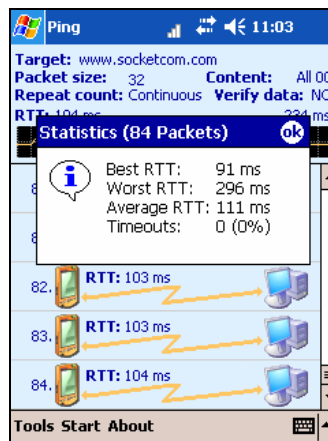 Ping 11:03
Target: www.socketcom.com
Packet size: 32 Content: All 00
Repeat count: Continuous Verify data: NO
RTT: 104 ms 234 ms
Statistics (84 Packets) ok
Best RTT: 91 ms
Worst RTT: 296 ms
Average RTT: 111 ms
Timeouts: 0 (0%)
82. RTT: 103 ms
83. RTT: 103 ms
84. RTT: 104 ms
Tools Start About